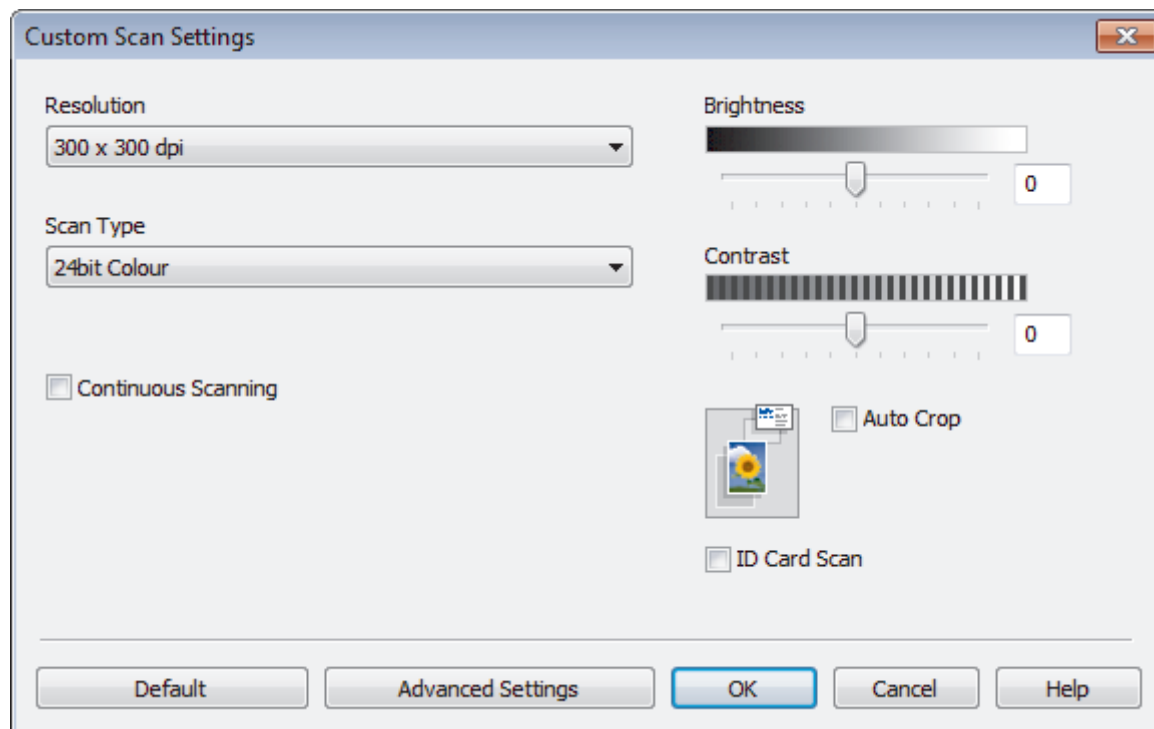 Custom Scan Settings
Resolution
300 x 300 dpi
Scan Type
24bit Colour
Continuous Scanning
Brightness
0
Contrast
0
Auto Crop
ID Card Scan
Default
Advanced Settings
OK
Cancel
Help